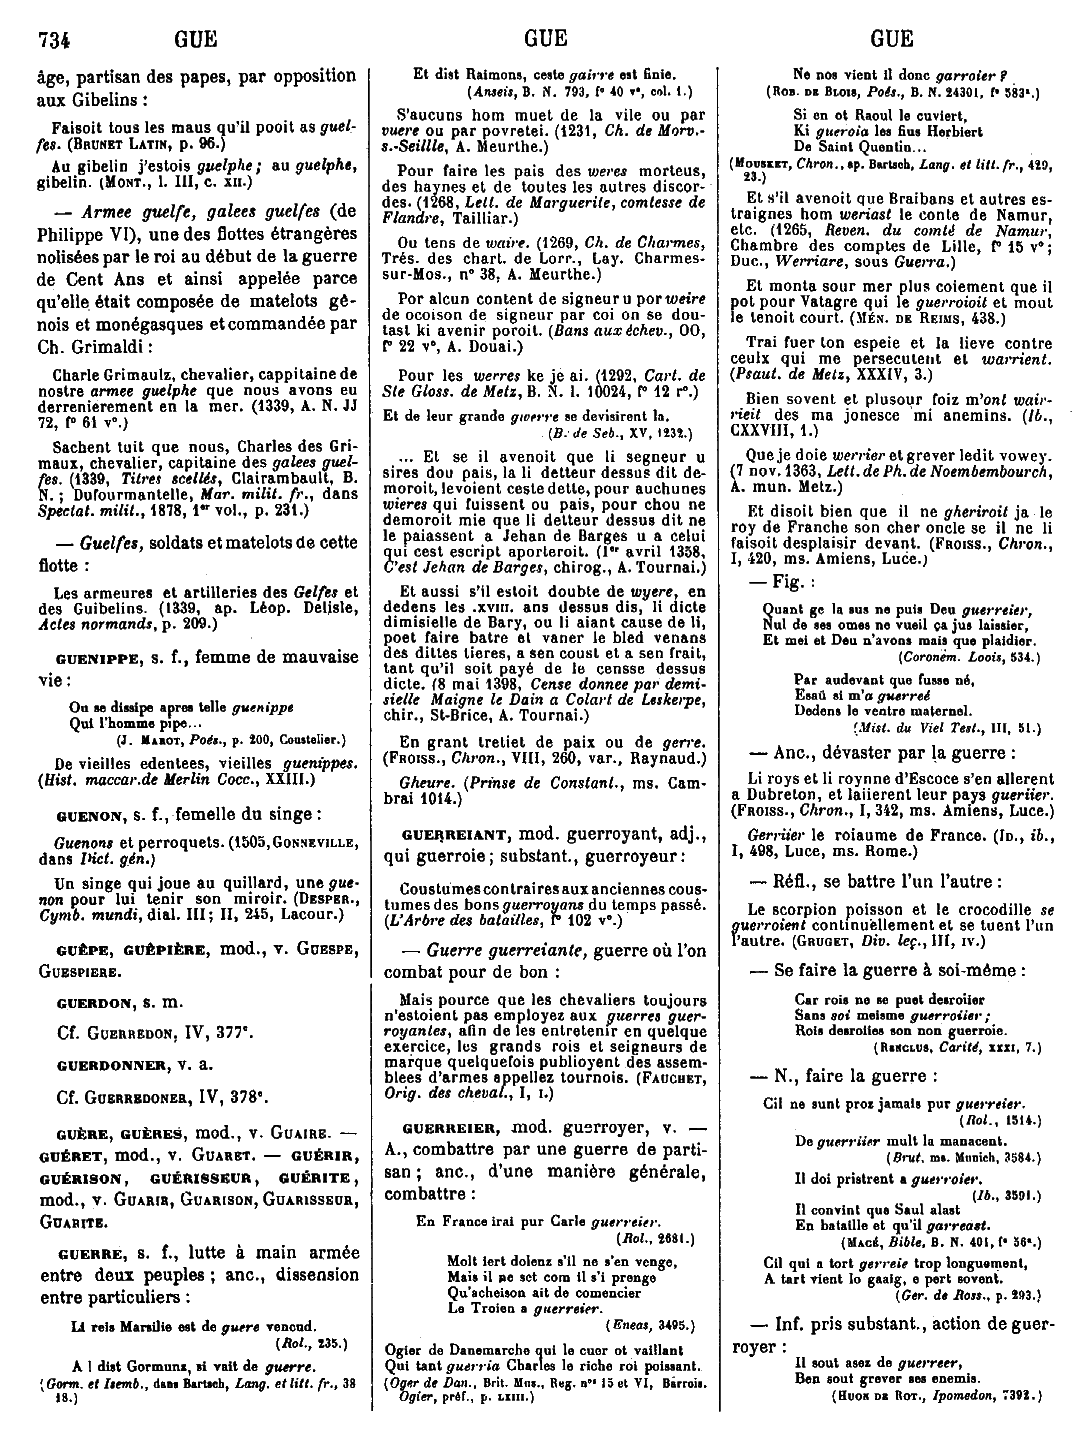 734 GUE GUE GUE
âge, partisan des papes, par opposition
aux Gibelins :
Faisoit tous les maus qu'il pooit as guel-
fes. (BRUNET LATIN, p. 96.)
Au gibelin j'estois guelphe; au guelphe,
gibelin. (MONT., l. III, c. XII.)
— Armee guelfe, galees guelfes (de
Philippe VI), une des flottes étrangères
nolisées par le roi au début de la guerre
de Cent Ans et ainsi appelée parce
qu'elle était composée de matelots gê-
nois et monégasques et commandée par
Ch. Grimaldi :
Charle Grimaulz, chevalier, cappitaine de
nostre armee guelphe que nous avons eu
derrenierement en la mer. (1339, A. N. JJ
72, f° 61 v°.)
Sachent tuit que nous, Charles des Gri-
maux, chevalier, capitaine des galees guel-
fes. (1339, Titres scellés, Clairambault, B.
N. ; Dufourmantelle, Mar. milit. fr., dans
Spectat. milit., 1878, 1er vol., p. 231.)
— Guelfes, soldats et matelots de cette
flotte :
Les armeures et artilleries des Gelfes et
des Guibelins. (1339, ap. Léop. Delisle,
Actes normands, p. 209.)
GUENIPPE, s. f., femme de mauvaise
vie :
On se dissipe apres telle guenippe
Qui l'homme pipe...
(J. MAROT, Poés., p. 200, Coustelier.)
De vieilles edentees, vieilles guenippes.
(Hist. maccar. de Merlin Cocc., XXIII.)
GUENON, s. f., femelle du singe :
Guenons et perroquets. (1505, GONNEVILLE,
dans Dict. gén.)
Un singe qui joue au quillard, une gue-
non pour lui tenir son miroir. (DESPER.,
Cymb. mundi, dial. III; II, 245, Lacour.)
GUÊPE, GUÊPIÈRE, mod., v. GUESPE,
GUESPIERE.
GUERDON, s. m.
Cf. GUERREDON, IV, 377c.
GUERDONNER, v. a.
Cf. GUERREDONER, IV, 378c.
GUÈRE, GUÈRES, mod., v. GUAIRE. —
GUÉRET, mod., v. GUARET. — GUÉRIR,
GUÉRISON, GUÉRISSEUR, GUÉRITE,
mod., v. GUARIR, GUARISON, GUARISSEUR,
GUARITE.
GUERRE, s. f., lutte à main armée
entre deux peuples ; anc., dissension
entre particuliers :
Li reis Marsilie est de guere vencud.
(Rol., 235.)
A l dist Gormunz, si vait de guerre.
(Gorm. et Isemb., dans Bartsch, Lang. et litt. fr., 38
18.)
Et dist Raimons, ceste gairre est finie.
(Anseis, B. N. 793, f° 40 v°, col. 1.)
S'aucuns hom muet de la vile ou par
vuere ou par povretei. (1231, Ch. de Morv.-
s.-Seillle, A. Meurthe.)
Pour faire les pais des weres morteus,
des haynes et de toutes les autres discor-
des. (1268, Lett. de Marguerite, comtesse de
Flandre, Tailliar.)
Ou tens de waire. (1269, Ch. de Charmes,
Trés. des chart. de Lorr., Lay. Charmes-
sur-Mos., n° 38, A. Meurthe.)
Por alcun content de signeur u por weire
de ocoison de signeur par coi on se dou-
tast ki avenir poroit. (Bans aux échev., OO,
f° 22 v°, A. Douai.)
Pour les werres ke je ai. (1292, Cart. de
Ste Gloss. de Metz, B. N. l. 10024, f° 12 r°.)
Et de leur grande gwerre se devisirent la.
(B. de Seb., XV, 1232.)
... Et se il avenoit que li segneur u
sires dou pais, la li detteur dessus dit de-
moroit, levoient ceste dette, pour auchunes
wieres qui fuissent ou pais, pour chou ne
demoroit mie que li detteur dessus dit ne
le paiassent a Jehan de Barges u a celui
qui cest escript aporteroit. (1er avril 1358,
C'est Jehan de Barges, chirog., A. Tournai.)
Et aussi s'il estoit doubte de wyere, en
dedens les .XVIII. ans dessus dis, li dicte
dimisielle de Bary, ou li aiant cause de li,
poet faire batre et vaner le bled venans
des dittes tieres, a sen coust et a sen frait,
tant qu'il soit payé de le censse dessus
dicte. (8 mai 1398, Cense donnee par demi-
sielle Maigne le Dain a Colart de Leskerpe,
chir., St-Brice, A. Tournai.)
En grant tretiet de paix ou de gerre.
(FROISS., Chron., VIII, 260, var., Raynaud.)
Gheure. (Prinse de Constant., ms. Cam-
brai 1014.)
GUERREIANT, mod. guerroyant, adj.,
qui guerroie ; substant., guerroyeur :
Coustumes contraires aux anciennes cous-
tumes des bons guerroyans du temps passé.
(L'Arbre des batailles, f° 102 v°.)
— Guerre guerreiante, guerre où l'on
combat pour de bon :
Mais pource que les chevaliers toujours
n'estoient pas employez aux guerres guer-
royantes, afin de les entretenir en quelque
exercice, les grands rois et seigneurs de
marque quelquefois publioyent des assem-
blees d'armes appellez tournois. (FAUCHET,
Orig. des cheval., I, I.)
GUERREIER, mod. guerroyer, v. —
A., combattre par une guerre de parti-
san ; anc., d'une manière générale,
combattre :
En France irai pur Carle guerreier.
(Rol., 2681.)
Molt iert dolenz s'il ne s'en venge,
Mais il ne set com il s'i prenge
Qu'acheison ait de comencier
Le Troien a guerreier.
(Eneas, 3495.)
Ogier de Danemarche qui le cuer ot vaillant
Qui tant guerria Charles le riche roi poissant.
(Oger de Dan., Brit. Mus., Reg. nos 15 et VI, Barrois.
Ogier, préf., p. LXIII.)
Ne nos vient il donc garroier ?
(ROB. DE BLOIS, Poés., B. N. 24301, f° 583a.)
Si en ot Raoul le cuviert,
Ki gueroia les fius Herbiert
De Saint Quentin...
(MOUSKET, Chron., ap. Bartsch, Lang. et litt. fr., 429,
23.)
Et s'il avenoit que Braibans et autres es-
traignes hom weriast le conte de Namur,
etc. (1265, Reven. du comté de Namur,
Chambre des comptes de Lille, f° 15 v° ;
Duc., Werriare, sous Guerra.)
Et monta sour mer plus coiement que il
pot pour Vatagre qui le guerroioit et mout
le tenoit court. (MÉN. DE REIMS, 438.)
Trai fuer ton espeie et la lieve contre
ceulx qui me persecutent et warrient.
(Psaut. de Metz, XXXIV, 3.)
Bien sovent et plusour foiz m'ont wair-
rieit des ma jonesce mi anemins. (Ib.,
CXXVIII, 1.)
Que je doie werrier et grever ledit vowey.
(7 nov. 1363, Lett. de Ph. de Noembembourch,
A. mun. Metz.)
Et disoit bien que il ne gheriroit ja le
roy de Franche son cher oncle se il ne li
faisoit desplaisir devant. (FROISS., Chron.,
I, 420, ms. Amiens, Luce.)
— Fig. :
Quant ge la sus ne puis Deu guerreier,
Nul de ses omes ne vueil ça jus laissier,
Et mei et Deu n'avons mais que plaidier.
(Coroném. Loois, 534.)
Par audevant que fusse né,
Esaü si m'a guerreé
Dedens le ventre maternel.
(Mist. du Viel Test., III, 51.)
— Anc., dévaster par la guerre :
Li roys et li roynne d'Escoce s'en allerent
a Dubreton, et laiierent leur pays gueriier.
(FROISS., Chron., I, 342, ms. Amiens, Luce.)
Gerriier le roiaume de France. (ID., ib.,
I, 498, Luce, ms. Rome.)
— Réfl., se battre l'un l'autre :
Le scorpion poisson et le crocodille se
guerroient continuellement et se tuent l'un
l'autre. (GRUGET, Div. leç., III, IV.)
— Se faire la guerre à soi-même :
Car rois ne se puet desroiier
Sans soi meisme guerroiier ;
Rois desroiies son non guerroie.
(RENCLUS, Carité, XXXI, 7.)
— N., faire la guerre :
Cil ne sunt proz jamais pur guerreier.
(Rol., 1514.)
De guerriier mult la manacent.
(Brut, ms. Munich, 3584.)
Il doi pristrent a guerroier.
(Ib., 3591.)
Il convint que Saul alast
En bataille et qu'il garreast.
(MACÉ, Bible, B. N. 401, f° 56a.)
Cil qui a tort gerreie trop longuement,
A tart vient lo gaaig, e pert sovent.
(Ger. de Ross., p. 293.)
— Inf. pris substant., action de guer-
royer :
Il sout asez de guerreer,
Ben sout grever ses enemis.
(HUON DE ROT., Ipomedon, 7392.)